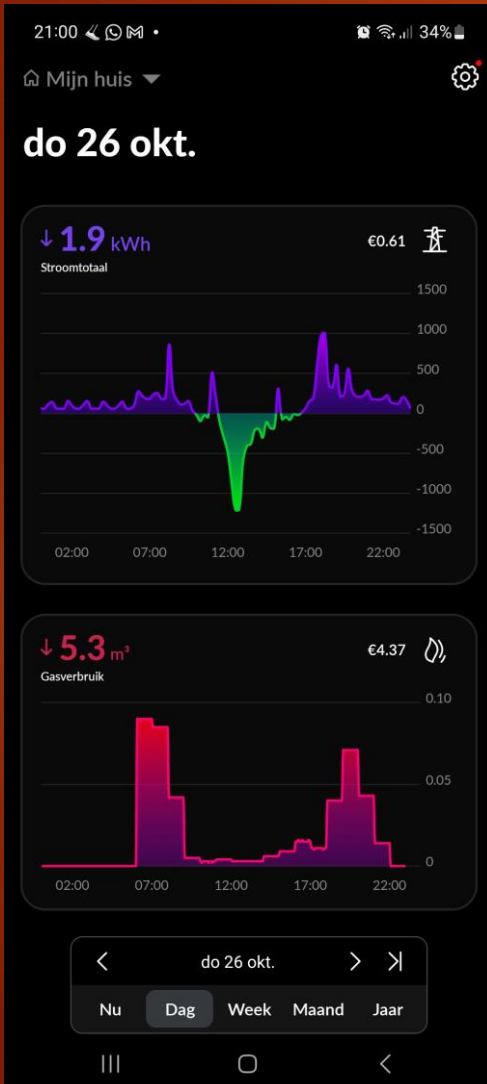 21:00
34%
Mijn huis
do 26 okt.
↓ 1.9 kWh
€0.61
Stroomtotaal
1500
1000
500
0
-500
-1000
-1500
02:00 07:00 12:00 17:00 22:00
↓ 5.3 m³
€4.37
Gasverbruik
0.10
0.05
0
02:00 07:00 12:00 17:00 22:00
do 26 okt.
Nu Dag Week Maand Jaar